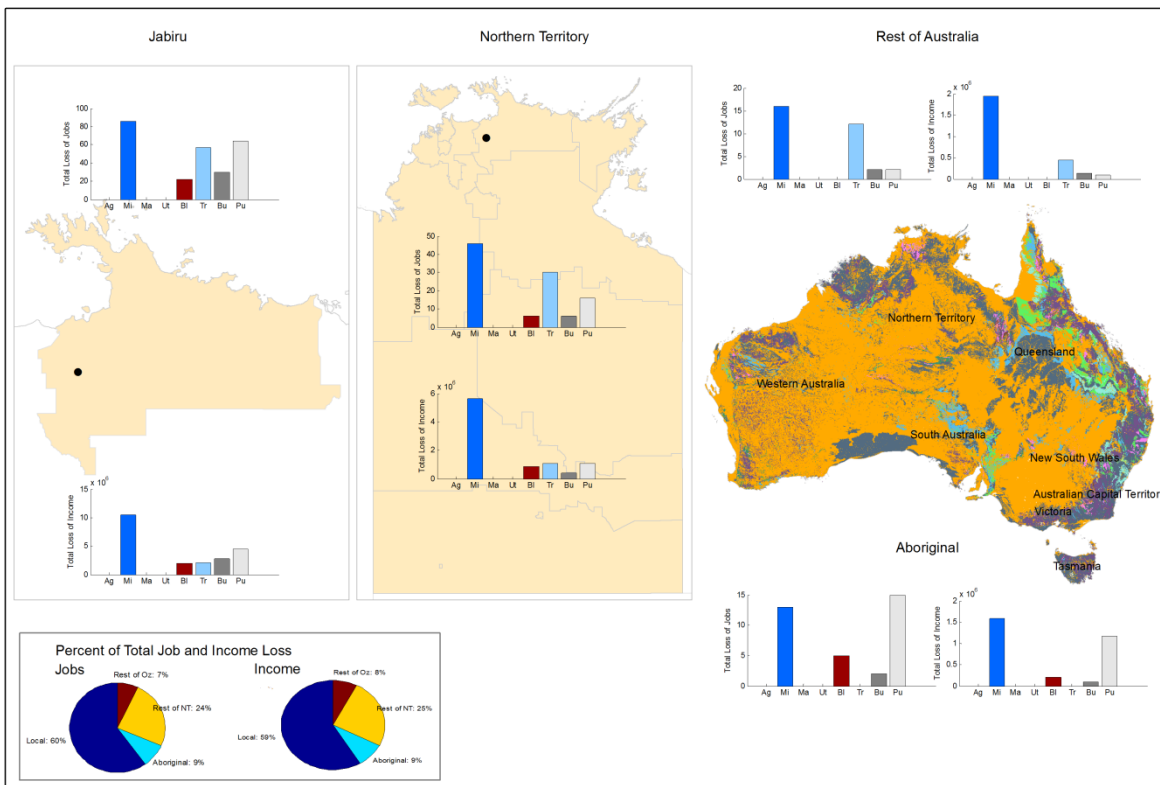 Jabiru
Northern Territory
Rest of Australia
100
80
60
40
20
0
Total Loss of Jobs
Ag Mi Ma Ut Bl Tr Bu Pu
15
10
5
0
x 10⁶
Total Loss of Income
Ag Mi Ma Ut Bl Tr Bu Pu
50
40
30
20
10
0
Total Loss of Jobs
Ag Mi Ma Ut Bl Tr Bu Pu
6
4
2
0
x 10⁶
Total Loss of Income
Ag Mi Ma Ut Bl Tr Bu Pu
20
15
10
5
0
Total Loss of Jobs
Ag Mi Ma Ut Bl Tr Bu Pu
2
1.5
1
0.5
0
x 10⁶
Total Loss of Income
Ag Mi Ma Ut Bl Tr Bu Pu
Northern Territory
Queensland
Western Australia
South Australia
New South Wales
Australian Capital Territor
Victoria
Tasmania
Aboriginal
15
10
5
0
Total Loss of Jobs
Ag Mi Ma Ut Bl Tr Bu Pu
2
1.5
1
0.5
0
x 10⁶
Total Loss of Income
Ag Mi Ma Ut Bl Tr Bu Pu
Percent of Total Job and Income Loss
Jobs
Rest of Oz: 7%
Rest of NT: 24%
Local: 60%
Aboriginal: 9%
Income
Rest of Oz: 8%
Rest of NT: 25%
Local: 59%
Aboriginal: 9%